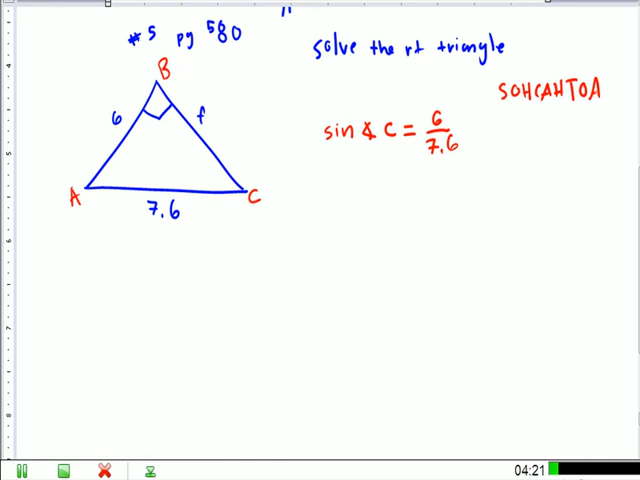 # 5 pg 580
solve the rt triangle
SOHCAHTOA
B
6
f
sin ∡ C = 6/7.6
A
C
7.6
04:21